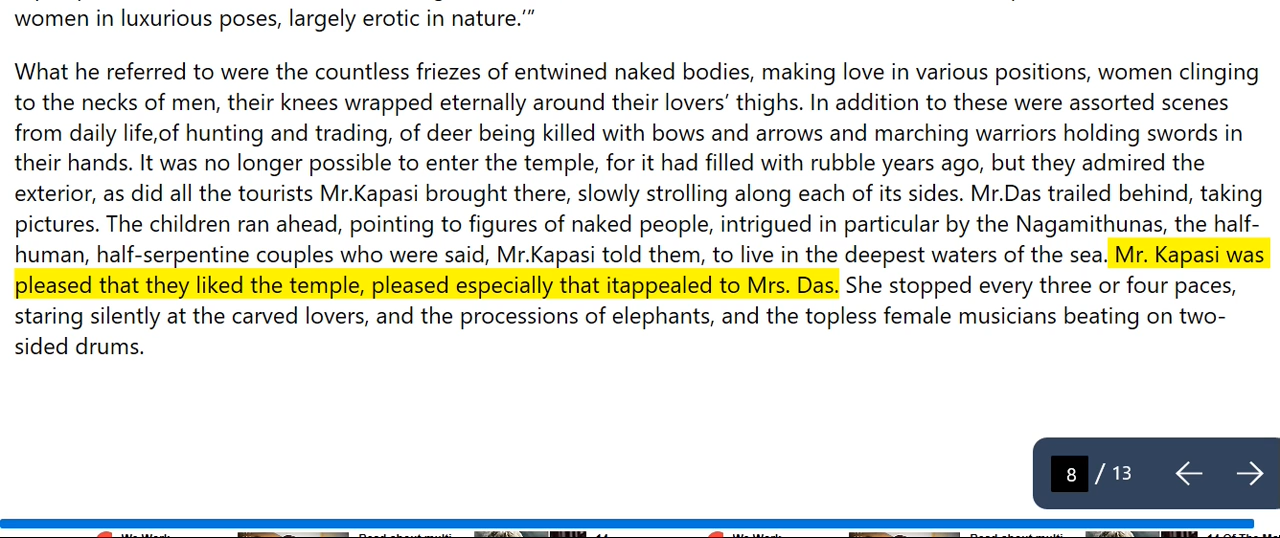 women in luxurious poses, largely erotic in nature.’”
What he referred to were the countless friezes of entwined naked bodies, making love in various positions, women clinging
to the necks of men, their knees wrapped eternally around their lovers’ thighs. In addition to these were assorted scenes
from daily life,of hunting and trading, of deer being killed with bows and arrows and marching warriors holding swords in
their hands. It was no longer possible to enter the temple, for it had filled with rubble years ago, but they admired the
exterior, as did all the tourists Mr.Kapasi brought there, slowly strolling along each of its sides. Mr.Das trailed behind, taking
pictures. The children ran ahead, pointing to figures of naked people, intrigued in particular by the Nagamithunas, the half-
human, half-serpentine couples who were said, Mr.Kapasi told them, to live in the deepest waters of the sea. Mr. Kapasi was
pleased that they liked the temple, pleased especially that itappealed to Mrs. Das. She stopped every three or four paces,
staring silently at the carved lovers, and the processions of elephants, and the topless female musicians beating on two-
sided drums.
8 / 13